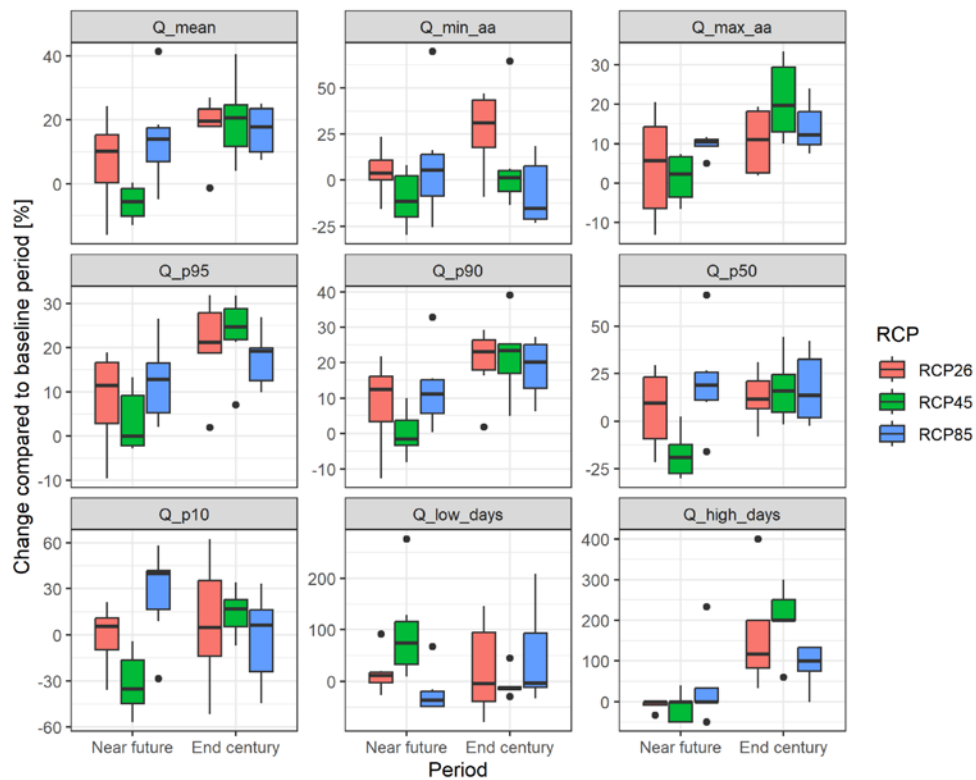 Q_mean
Q_min_aa
Q_max_aa
40
20
0
50
25
0
-25
30
20
10
0
-10
Q_p95
Q_p90
Q_p50
30
20
10
0
-10
40
30
20
10
0
-10
50
25
0
-25
Q_p10
Q_low_days
Q_high_days
60
30
0
-30
-60
200
100
0
400
300
200
100
0
Near future End century
Near future End century
Near future End century
Period
Change compared to baseline period [%]
RCP
RCP26
RCP45
RCP85